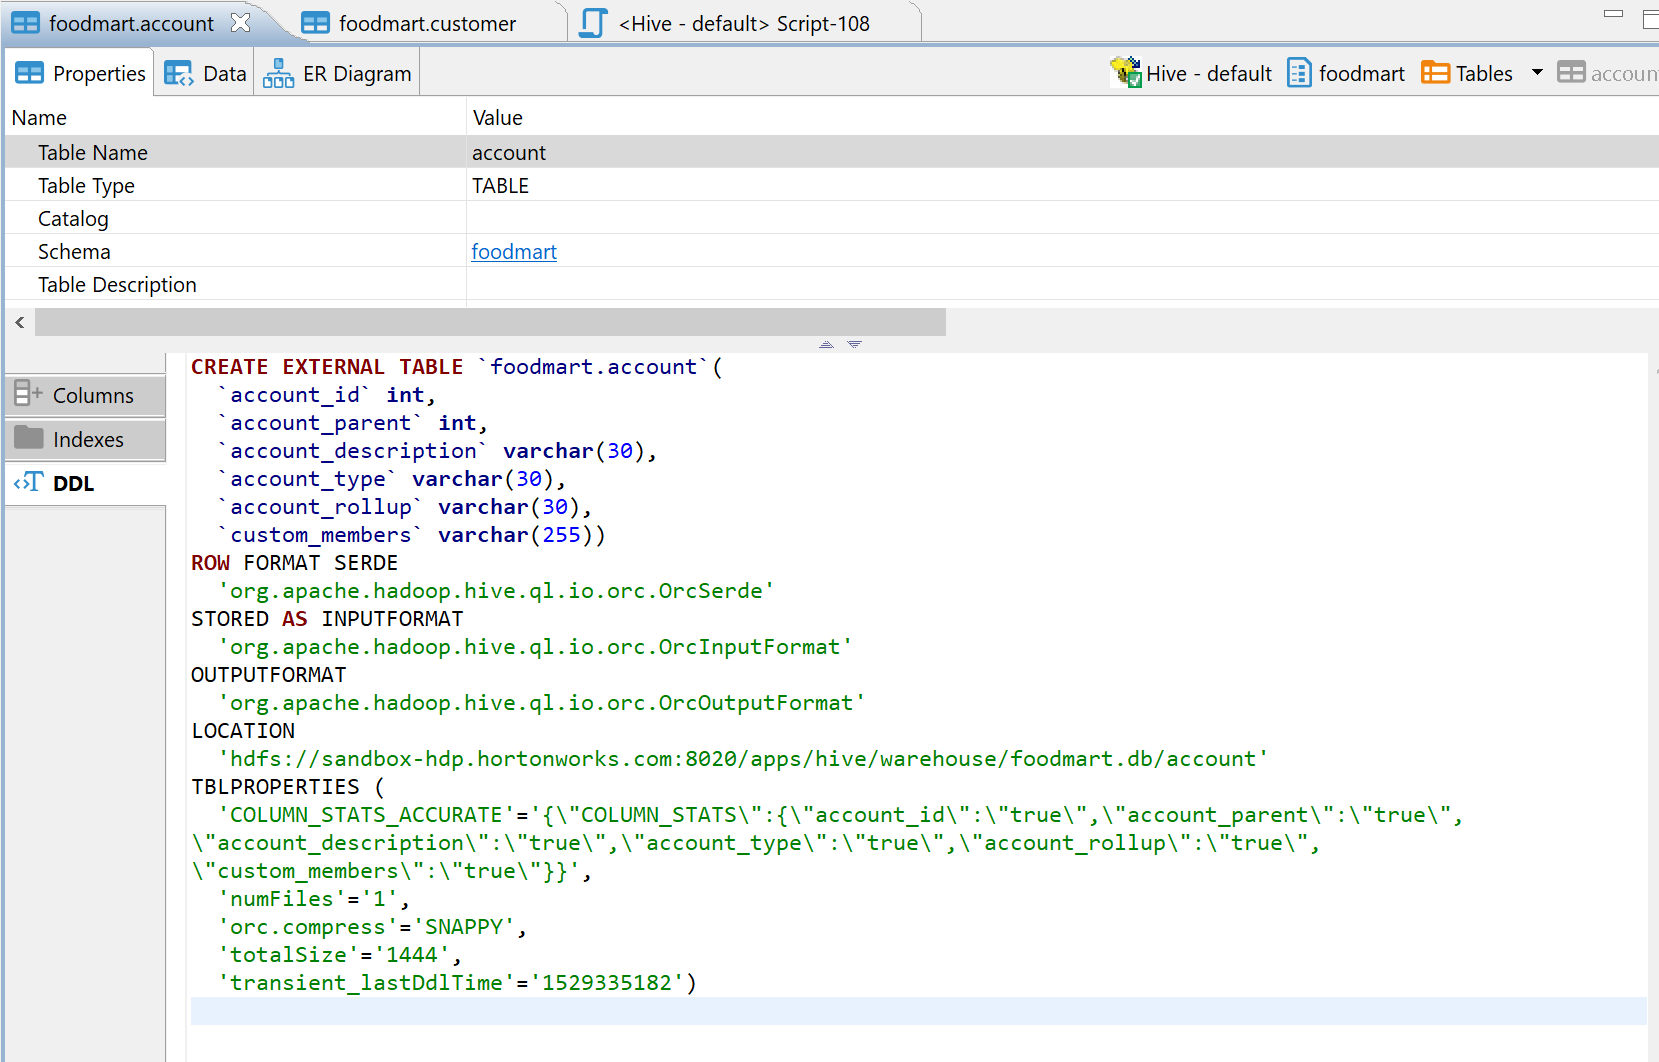 foodmart.account
foodmart.customer
<Hive - default> Script-108
Properties
Data
ER Diagram
Hive - default
foodmart
Tables
accoun
Name Value
Table Name account
Table Type TABLE
Catalog
Schema foodmart
Table Description
Columns
Indexes
DDL
CREATE EXTERNAL TABLE `foodmart.account`(
  `account_id` int,
  `account_parent` int,
  `account_description` varchar(30),
  `account_type` varchar(30),
  `account_rollup` varchar(30),
  `custom_members` varchar(255))
ROW FORMAT SERDE
  'org.apache.hadoop.hive.ql.io.orc.OrcSerde'
STORED AS INPUTFORMAT
  'org.apache.hadoop.hive.ql.io.orc.OrcInputFormat'
OUTPUTFORMAT
  'org.apache.hadoop.hive.ql.io.orc.OrcOutputFormat'
LOCATION
  'hdfs://sandbox-hdp.hortonworks.com:8020/apps/hive/warehouse/foodmart.db/account'
TBLPROPERTIES (
  'COLUMN_STATS_ACCURATE'='{\"COLUMN_STATS\":{\"account_id\":\"true\",\"account_parent\":\"true\",
\"account_description\":\"true\",\"account_type\":\"true\",\"account_rollup\":\"true\",
\"custom_members\":\"true\"}}',
  'numFiles'='1',
  'orc.compress'='SNAPPY',
  'totalSize'='1444',
  'transient_lastDdlTime'='1529335182')